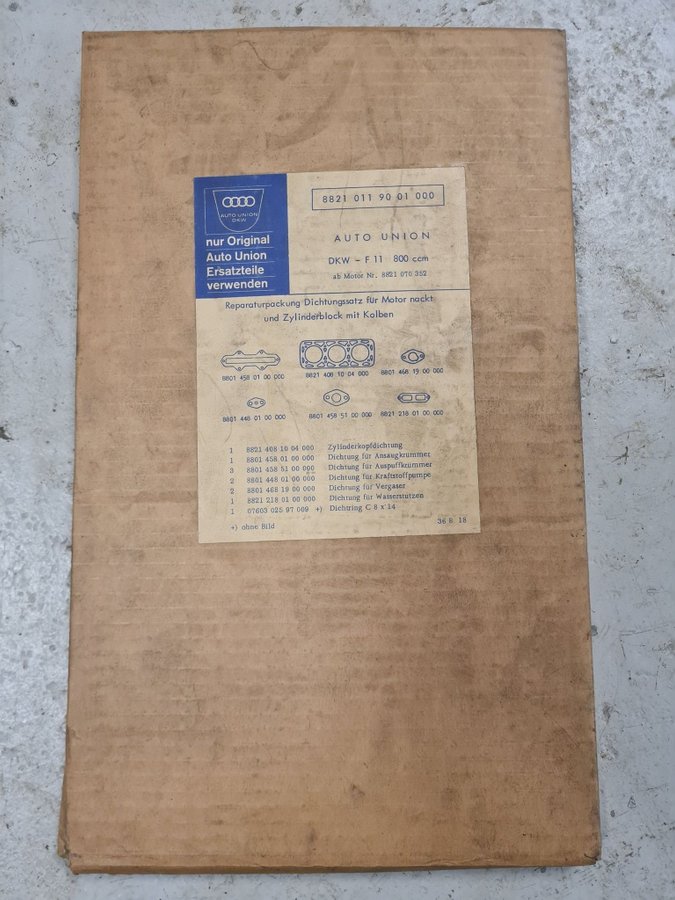 AUTO UNION
DKW
nur Original
Auto Union
Ersatzteile
verwenden
8821 011 90 01 000
AUTO UNION
DKW - F 11 800 ccm
ab Motor Nr. 8821 070 352
Reparaturpackung Dichtungssatz für Motor nackt
und Zylinderblock mit Kolben
8801 458 01 00 000
8821 408 10 04 000
8801 468 19 00 000
8801 448 01 00 000
8801 458 51 00 000
8821 218 01 00 000
1 8821 408 10 04 000 Zylinderkopfdichtung
1 8801 458 01 00 000 Dichtung für Ansaugkrummer
3 8801 458 51 00 000 Dichtung für Auspuffkrummer
2 8801 448 01 00 000 Dichtung für Kraftstoffpumpe
2 8801 468 19 00 000 Dichtung für Vergaser
1 8821 218 01 00 000 Dichtung für Wasserstutzen
1 07603 025 97 009 +) Dichtring C 8 x 14
+) ohne Bild
36 B 18